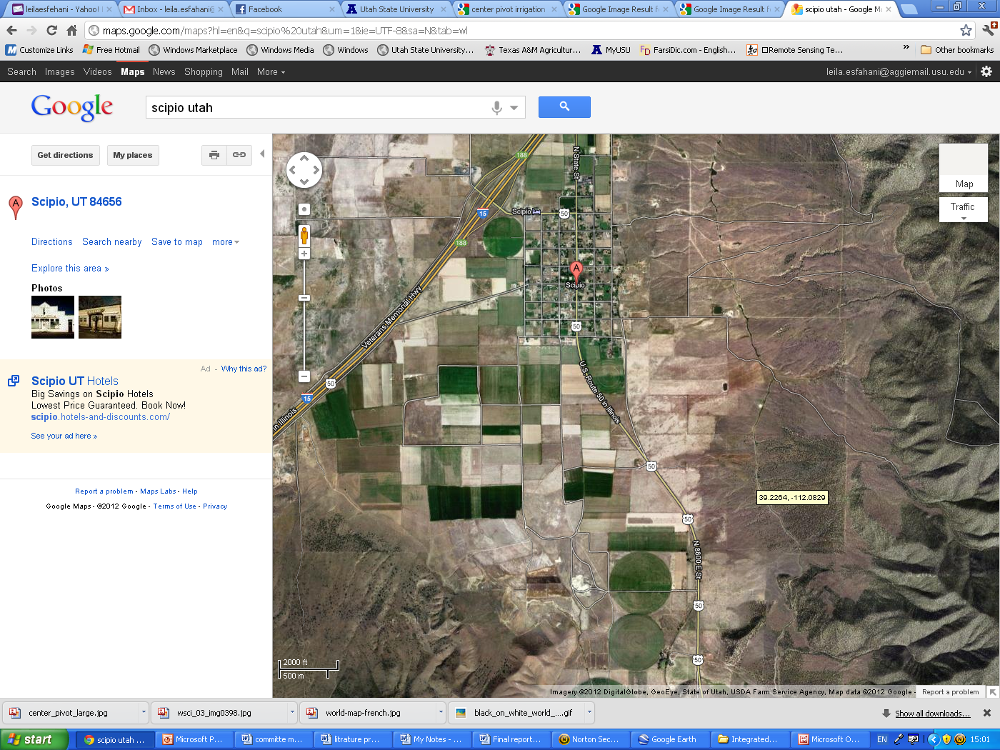 leilaesfehani - Yahoo!
Inbox - leila.esfahani@
Facebook
Utah State University
center pivot irrigation
Google Image Result f
Google Image Result f
scipio utah - Google M
maps.google.com/maps?hl=en&q=scipio%20utah&um=1&ie=UTF-8&sa=N&tab=wl
Customize Links
Free Hotmail
Windows Marketplace
Windows Media
Windows
Utah State University...
Texas A&M Agricultur...
MyUSU
FarsiDic.com - English...
Remote Sensing Te...
»
Other bookmarks
Search Images Videos Maps News Shopping Mail More
leila.esfahani@aggiemail.usu.edu
Google
scipio utah
Get directions
My places
A
Scipio, UT 84656
Directions Search nearby Save to map more
Explore this area »
Photos
Ad - Why this ad?
Scipio UT Hotels
Big Savings on Scipio Hotels
Lowest Price Guaranteed. Book Now!
scipio.hotels-and-discounts.com/
See your ad here »
Report a problem - Maps Labs - Help
Google Maps - ©2012 Google - Terms of Use - Privacy
188
N State St
Map
Traffic
Scipio
50
15
188
A
Scipio
Veterans Memorial Hwy
50
U.S. Route 50 in Illinois
50
15
in Illinois
50
39.2264, -112.0829
50
N 8800 E St
50
50
2000 ft
500 m
Imagery ©2012 DigitalGlobe, GeoEye, State of Utah, USDA Farm Service Agency, Map data ©2012 Google -
Report a problem
center_pivot_large.jpg
wsci_03_img0398.jpg
world-map-french.jpg
black_on_white_world_....gif
Show all downloads...
start
scipio utah ...
Microsoft P...
committe m...
litrature pr...
My Notes - ...
Final report...
Norton Sec...
Google Earth
Integrated...
Microsoft O...
EN
15:01